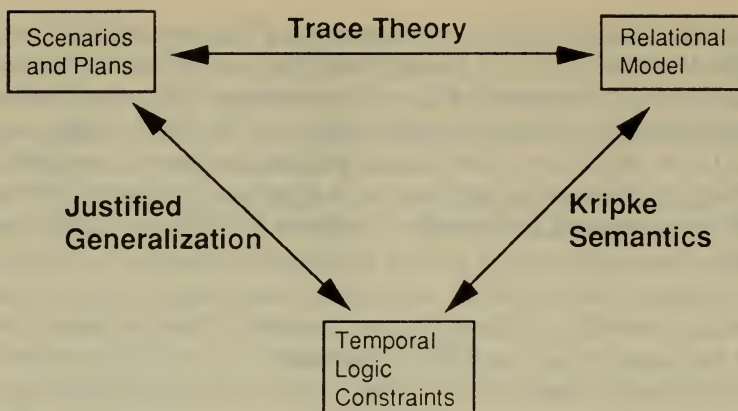 Trace Theory
Scenarios
and Plans
Relational
Model
Justified
Generalization
Kripke
Semantics
Temporal
Logic
Constraints